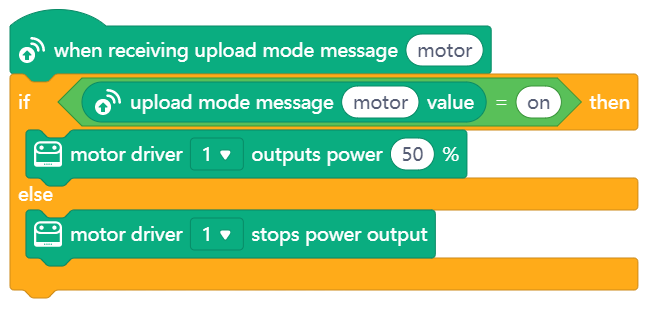 when receiving upload mode message motor
if upload mode message motor value = on then
motor driver 1 outputs power 50 %
else
motor driver 1 stops power output